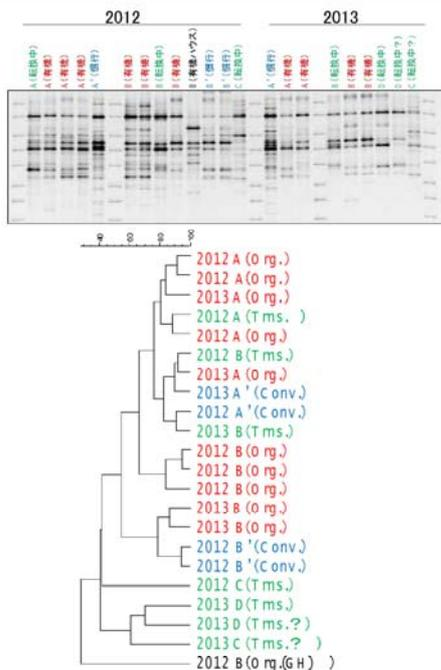 2012
2013
A(転換中)
A(有機)
A(有機)
A(有機)
A'(慣行)
B(有機)
B(有機)
B(転換中)
B(有機)
B(有機ハウス)
B'(慣行)
B'(慣行)
C(転換中)
A'(慣行)
A(有機)
A(有機)
B(転換中)
B(有機)
B(有機)
D(転換中)
D(転換中?)
C(転換中?)
40
60
80
100
2012 A(Org.)
2012 A(Org.)
2013 A(Org.)
2012 A(Tms. )
2012 A(Org.)
2012 B(Tms.)
2013 A(Org.)
2013 A'(Conv.)
2012 A'(Conv.)
2013 B(Tms.)
2012 B(Org.)
2012 B(Org.)
2012 B(Org.)
2013 B(Org.)
2013 B(Org.)
2012 B'(Conv.)
2012 B'(Conv.)
2012 C(Tms.)
2013 D(Tms.)
2013 D(Tms.?)
2013 C(Tms.? )
2012 B(Org.(GH) )